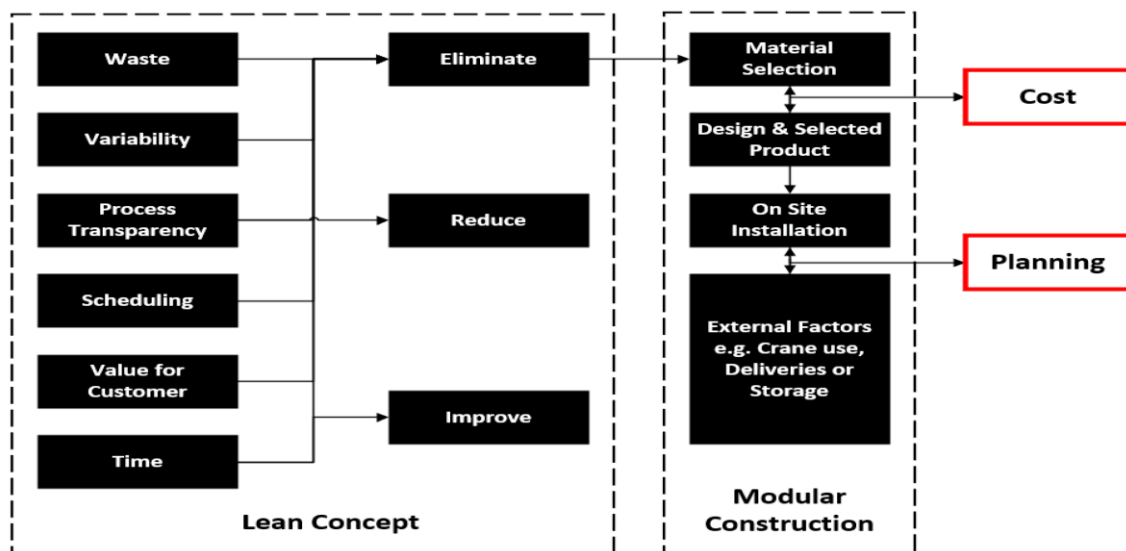 Waste
Variability
Process
Transparency
Scheduling
Value for
Customer
Time
Eliminate
Reduce
Improve
Lean Concept
Material
Selection
Design & Selected
Product
On Site
Installation
External Factors
e.g. Crane use,
Deliveries or
Storage
Modular
Construction
Cost
Planning